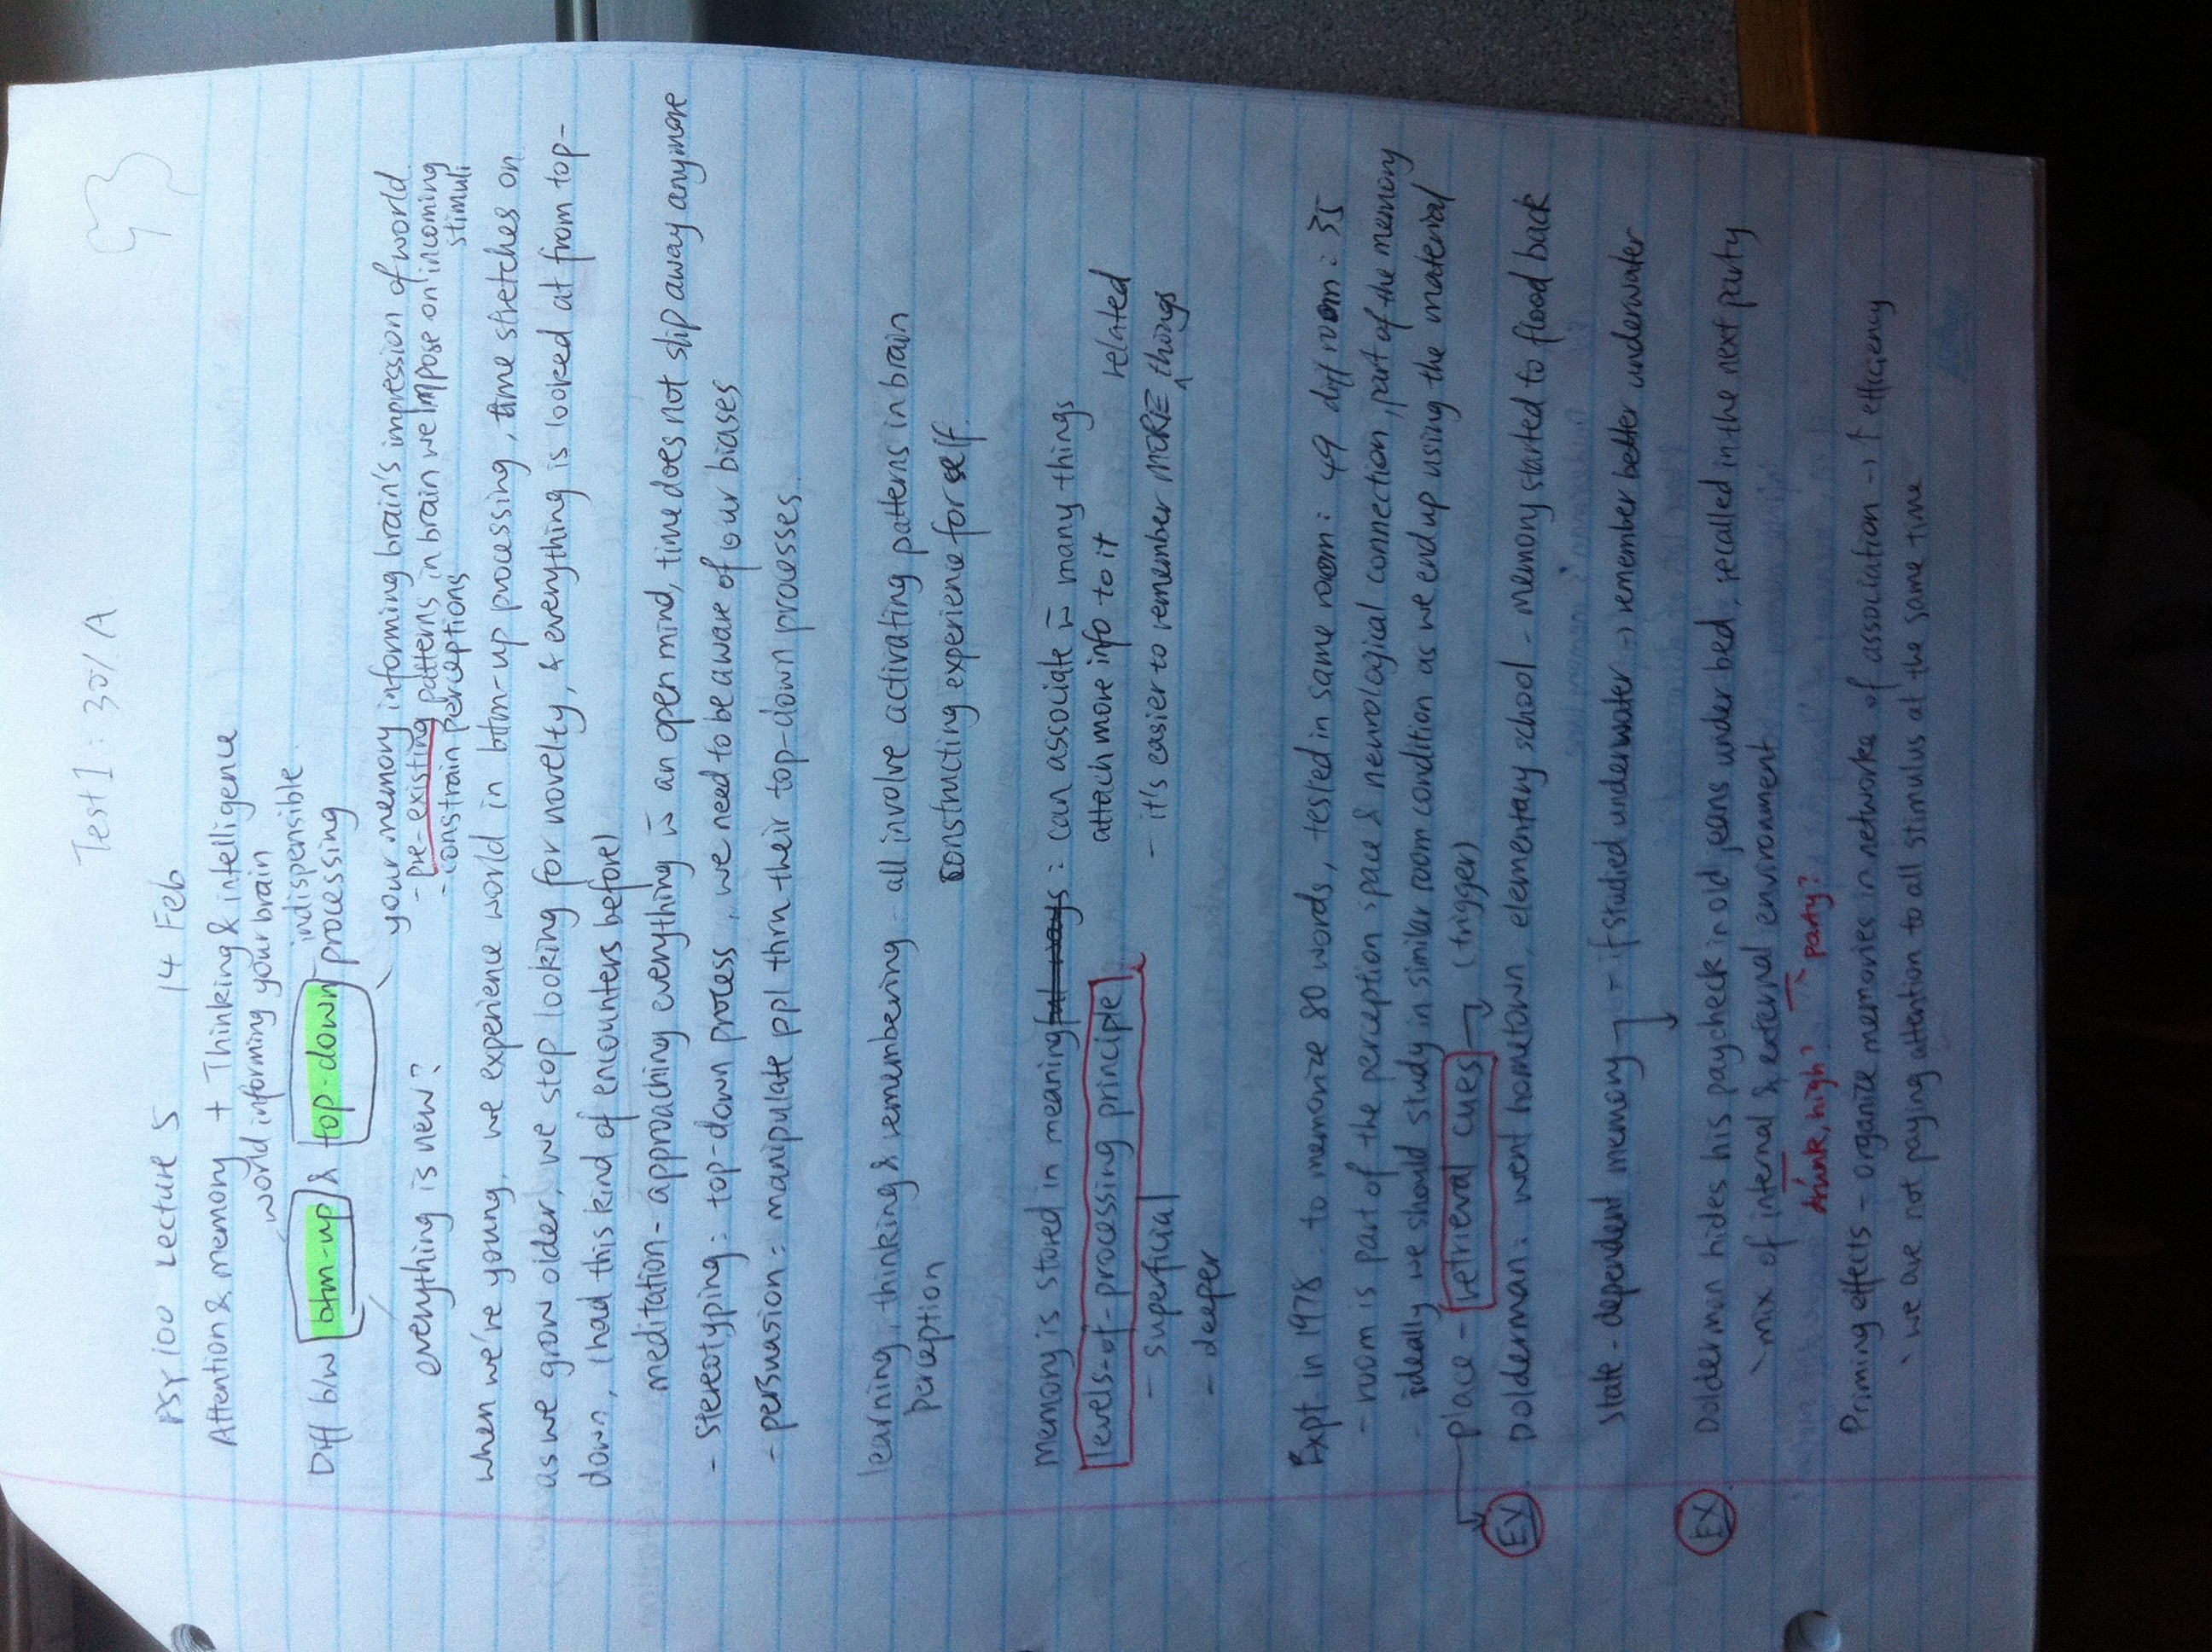 Test 1: 30% A
PSY100 Lecture 5 14 Feb
Attention & memory + Thinking & intelligence
world informing your brain
indispensible
Diff b/w btm-up & top-down processing
your memory informing brain's impression of world
- pre-existing patterns in brain we impose on incoming stimuli
- constrain perceptions
everything is new?
when we're young, we experience world in btm-up processing, time stretches on
as we grow older, we stop looking for novelty, & everything is looked at from top-
down, (had this kind of encounters before)
meditation - approaching everything w̄ an open mind, time does not slip away anymore
- stereotyping: top-down process, we need to be aware of our biases
- persuasion: manipulate ppl thru their top-down processes.
learning, thinking & remembering - all involve activating patterns in brain
perception constructing experience for self.
memory is stored in meaning : can associate w̄ many things
levels-of-processing principle attach more info to it
related
- superficial - it's easier to remember MORE ^ things
- deeper
Expt. in 1978. to memorize 80 words, tested in same room: 49 diff room: 35
- room is part of the perception space & neurological connection, part of the memory
- ideally we should study in similar room condition as we end up using the material
place - retrieval cues → (trigger)
EX. Dolderman: went hometown, elementary school - memory started to flood back
state-dependent memory → if studied underwater → remember better underwater
EX. Dolderman hides his paycheck in old jeans under bed, recalled in the next party
- mix of internal & external environment
drunk, high? party?
Priming effects - organize memories in networks of association → ↑ efficiency
- we are not paying attention to all stimulus at the same time